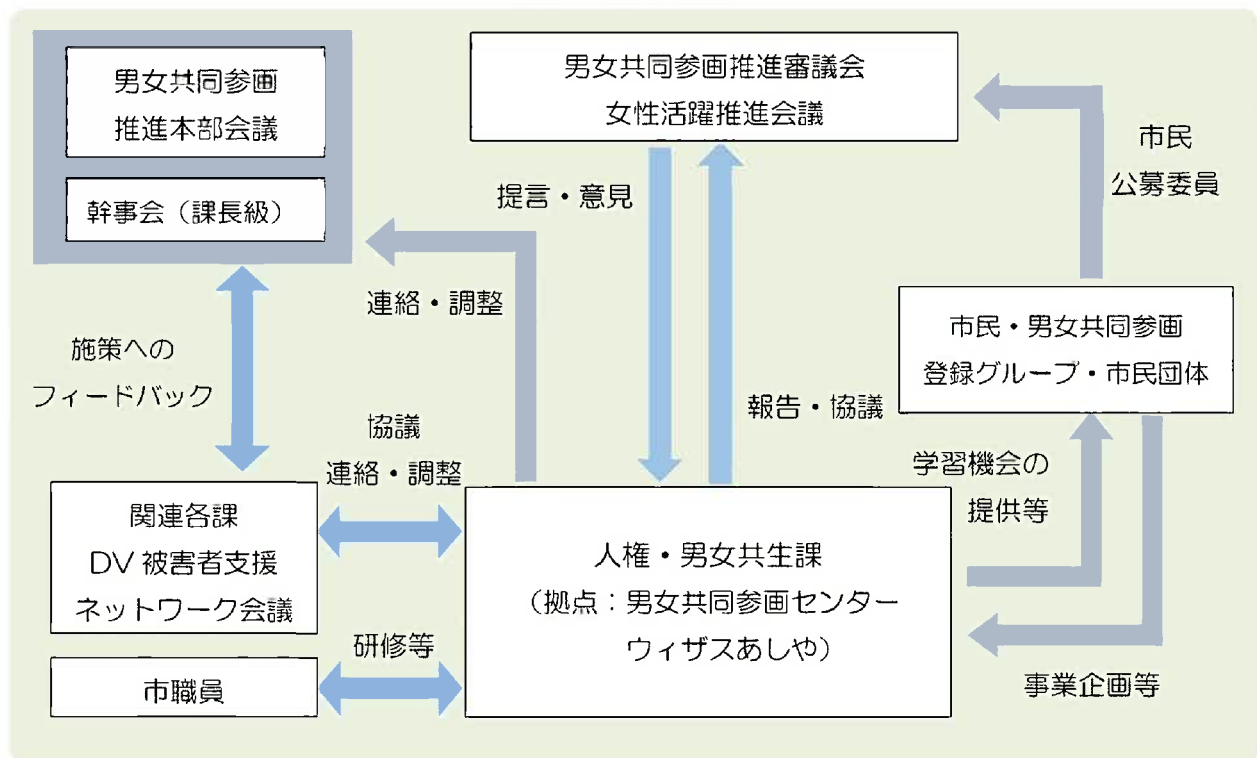 男女共同参画
推進本部会議
幹事会（課長級）
男女共同参画推進審議会
女性活躍推進会議
市民
公募委員
提言・意見
連絡・調整
市民・男女共同参画
登録グループ・市民団体
施策への
フィードバック
報告・協議
協議
連絡・調整
学習機会の
提供等
関連各課
DV 被害者支援
ネットワーク会議
人権・男女共生課
（拠点：男女共同参画センター
ウィザスあしや）
研修等
市職員
事業企画等